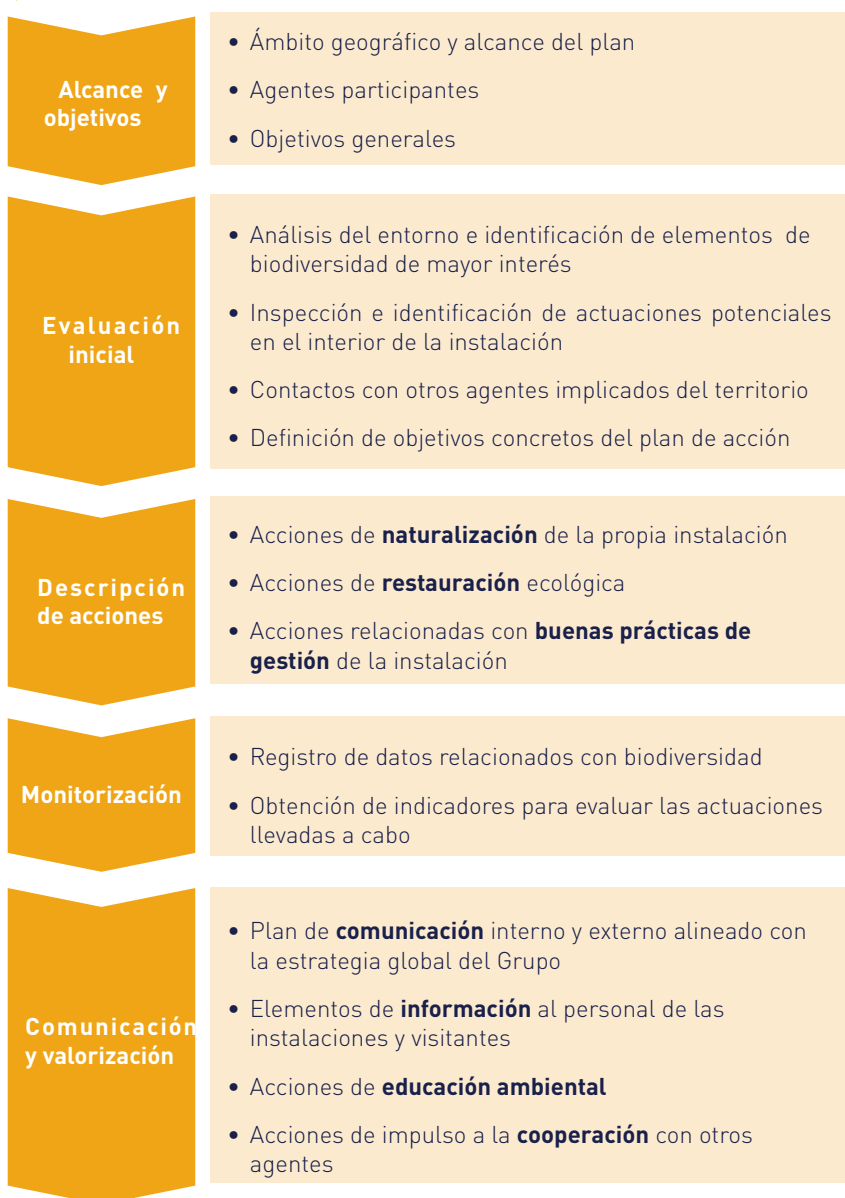 Alcance y
objetivos
• Ámbito geográfico y alcance del plan
• Agentes participantes
• Objetivos generales
Evaluación
inicial
• Análisis del entorno e identificación de elementos de
biodiversidad de mayor interés
• Inspección e identificación de actuaciones potenciales
en el interior de la instalación
• Contactos con otros agentes implicados del territorio
• Definición de objetivos concretos del plan de acción
Descripción
de acciones
• Acciones de naturalización de la propia instalación
• Acciones de restauración ecológica
• Acciones relacionadas con buenas prácticas de
gestión de la instalación
Monitorización
• Registro de datos relacionados con biodiversidad
• Obtención de indicadores para evaluar las actuaciones
llevadas a cabo
Comunicación
y valorización
• Plan de comunicación interno y externo alineado con
la estrategia global del Grupo
• Elementos de información al personal de las
instalaciones y visitantes
• Acciones de educación ambiental
• Acciones de impulso a la cooperación con otros
agentes